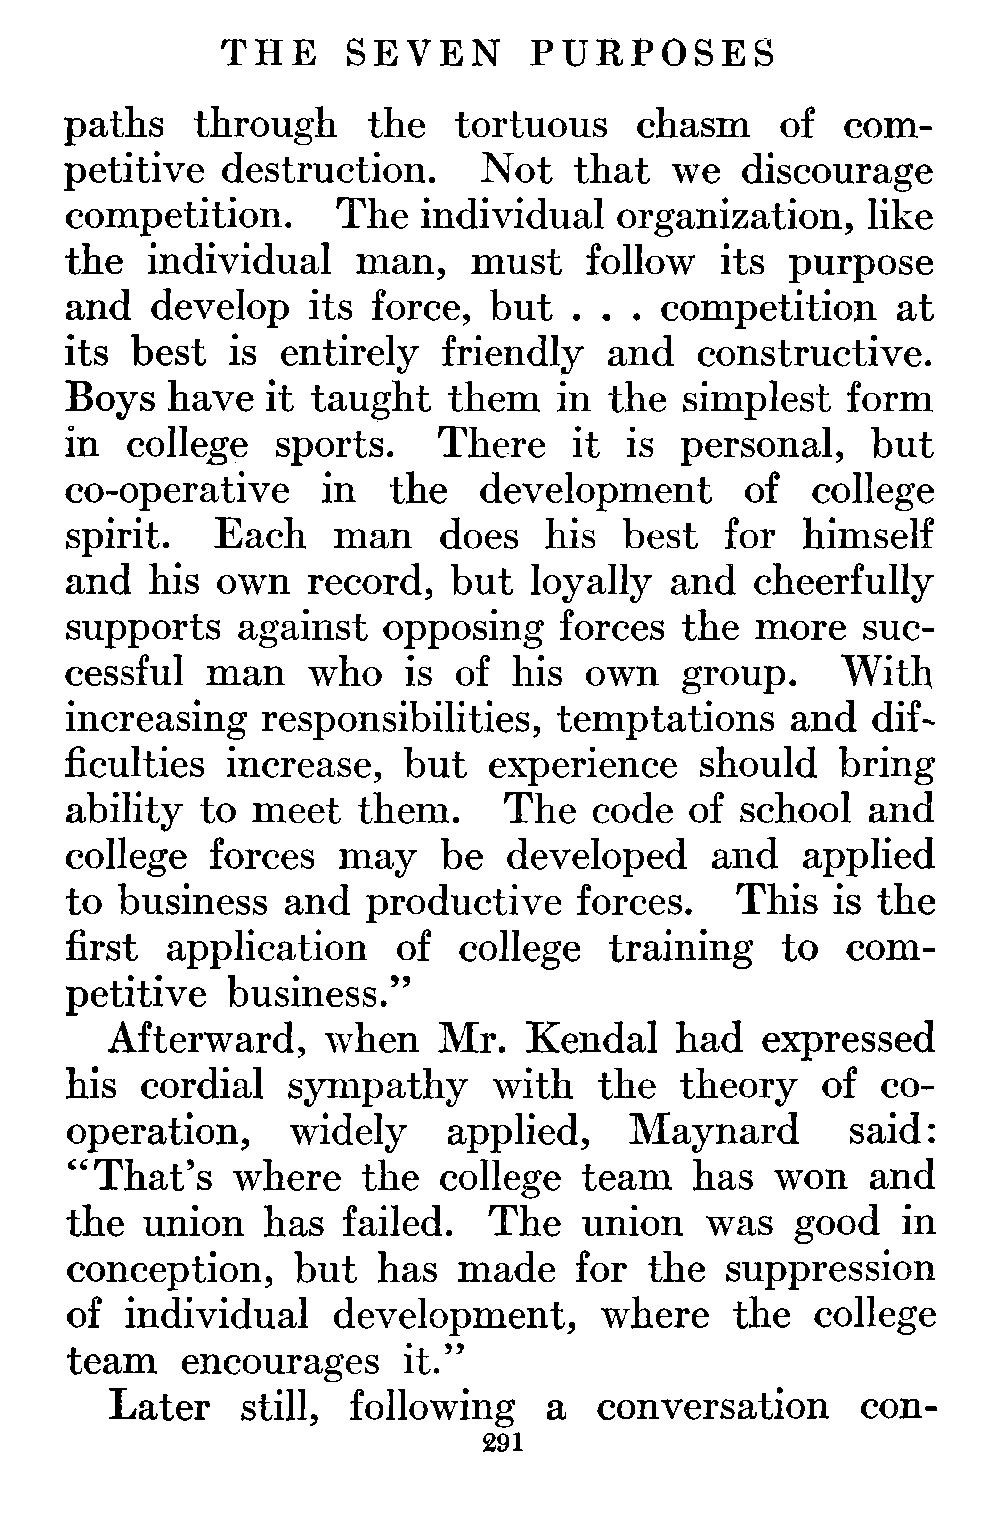 THE SEVEN PURPOSES
paths through the tortuous chasm of com-
petitive destruction. Not that we discourage
competition. The individual organization, like
the individual man, must follow its purpose
and develop its force, but . . . competition at
its best is entirely friendly and constructive.
Boys have it taught them in the simplest form
in college sports. There it is personal, but
co-operative in the development of college
spirit. Each man does his best for himself
and his own record, but loyally and cheerfully
supports against opposing forces the more suc-
cessful man who is of his own group. With
increasing responsibilities, temptations and dif-
ficulties increase, but experience should bring
ability to meet them. The code of school and
college forces may be developed and applied
to business and productive forces. This is the
first application of college training to com-
petitive business.”
Afterward, when Mr. Kendal had expressed
his cordial sympathy with the theory of co-
operation, widely applied, Maynard said:
“That’s where the college team has won and
the union has failed. The union was good in
conception, but has made for the suppression
of individual development, where the college
team encourages it.”
Later still, following a conversation con-
291